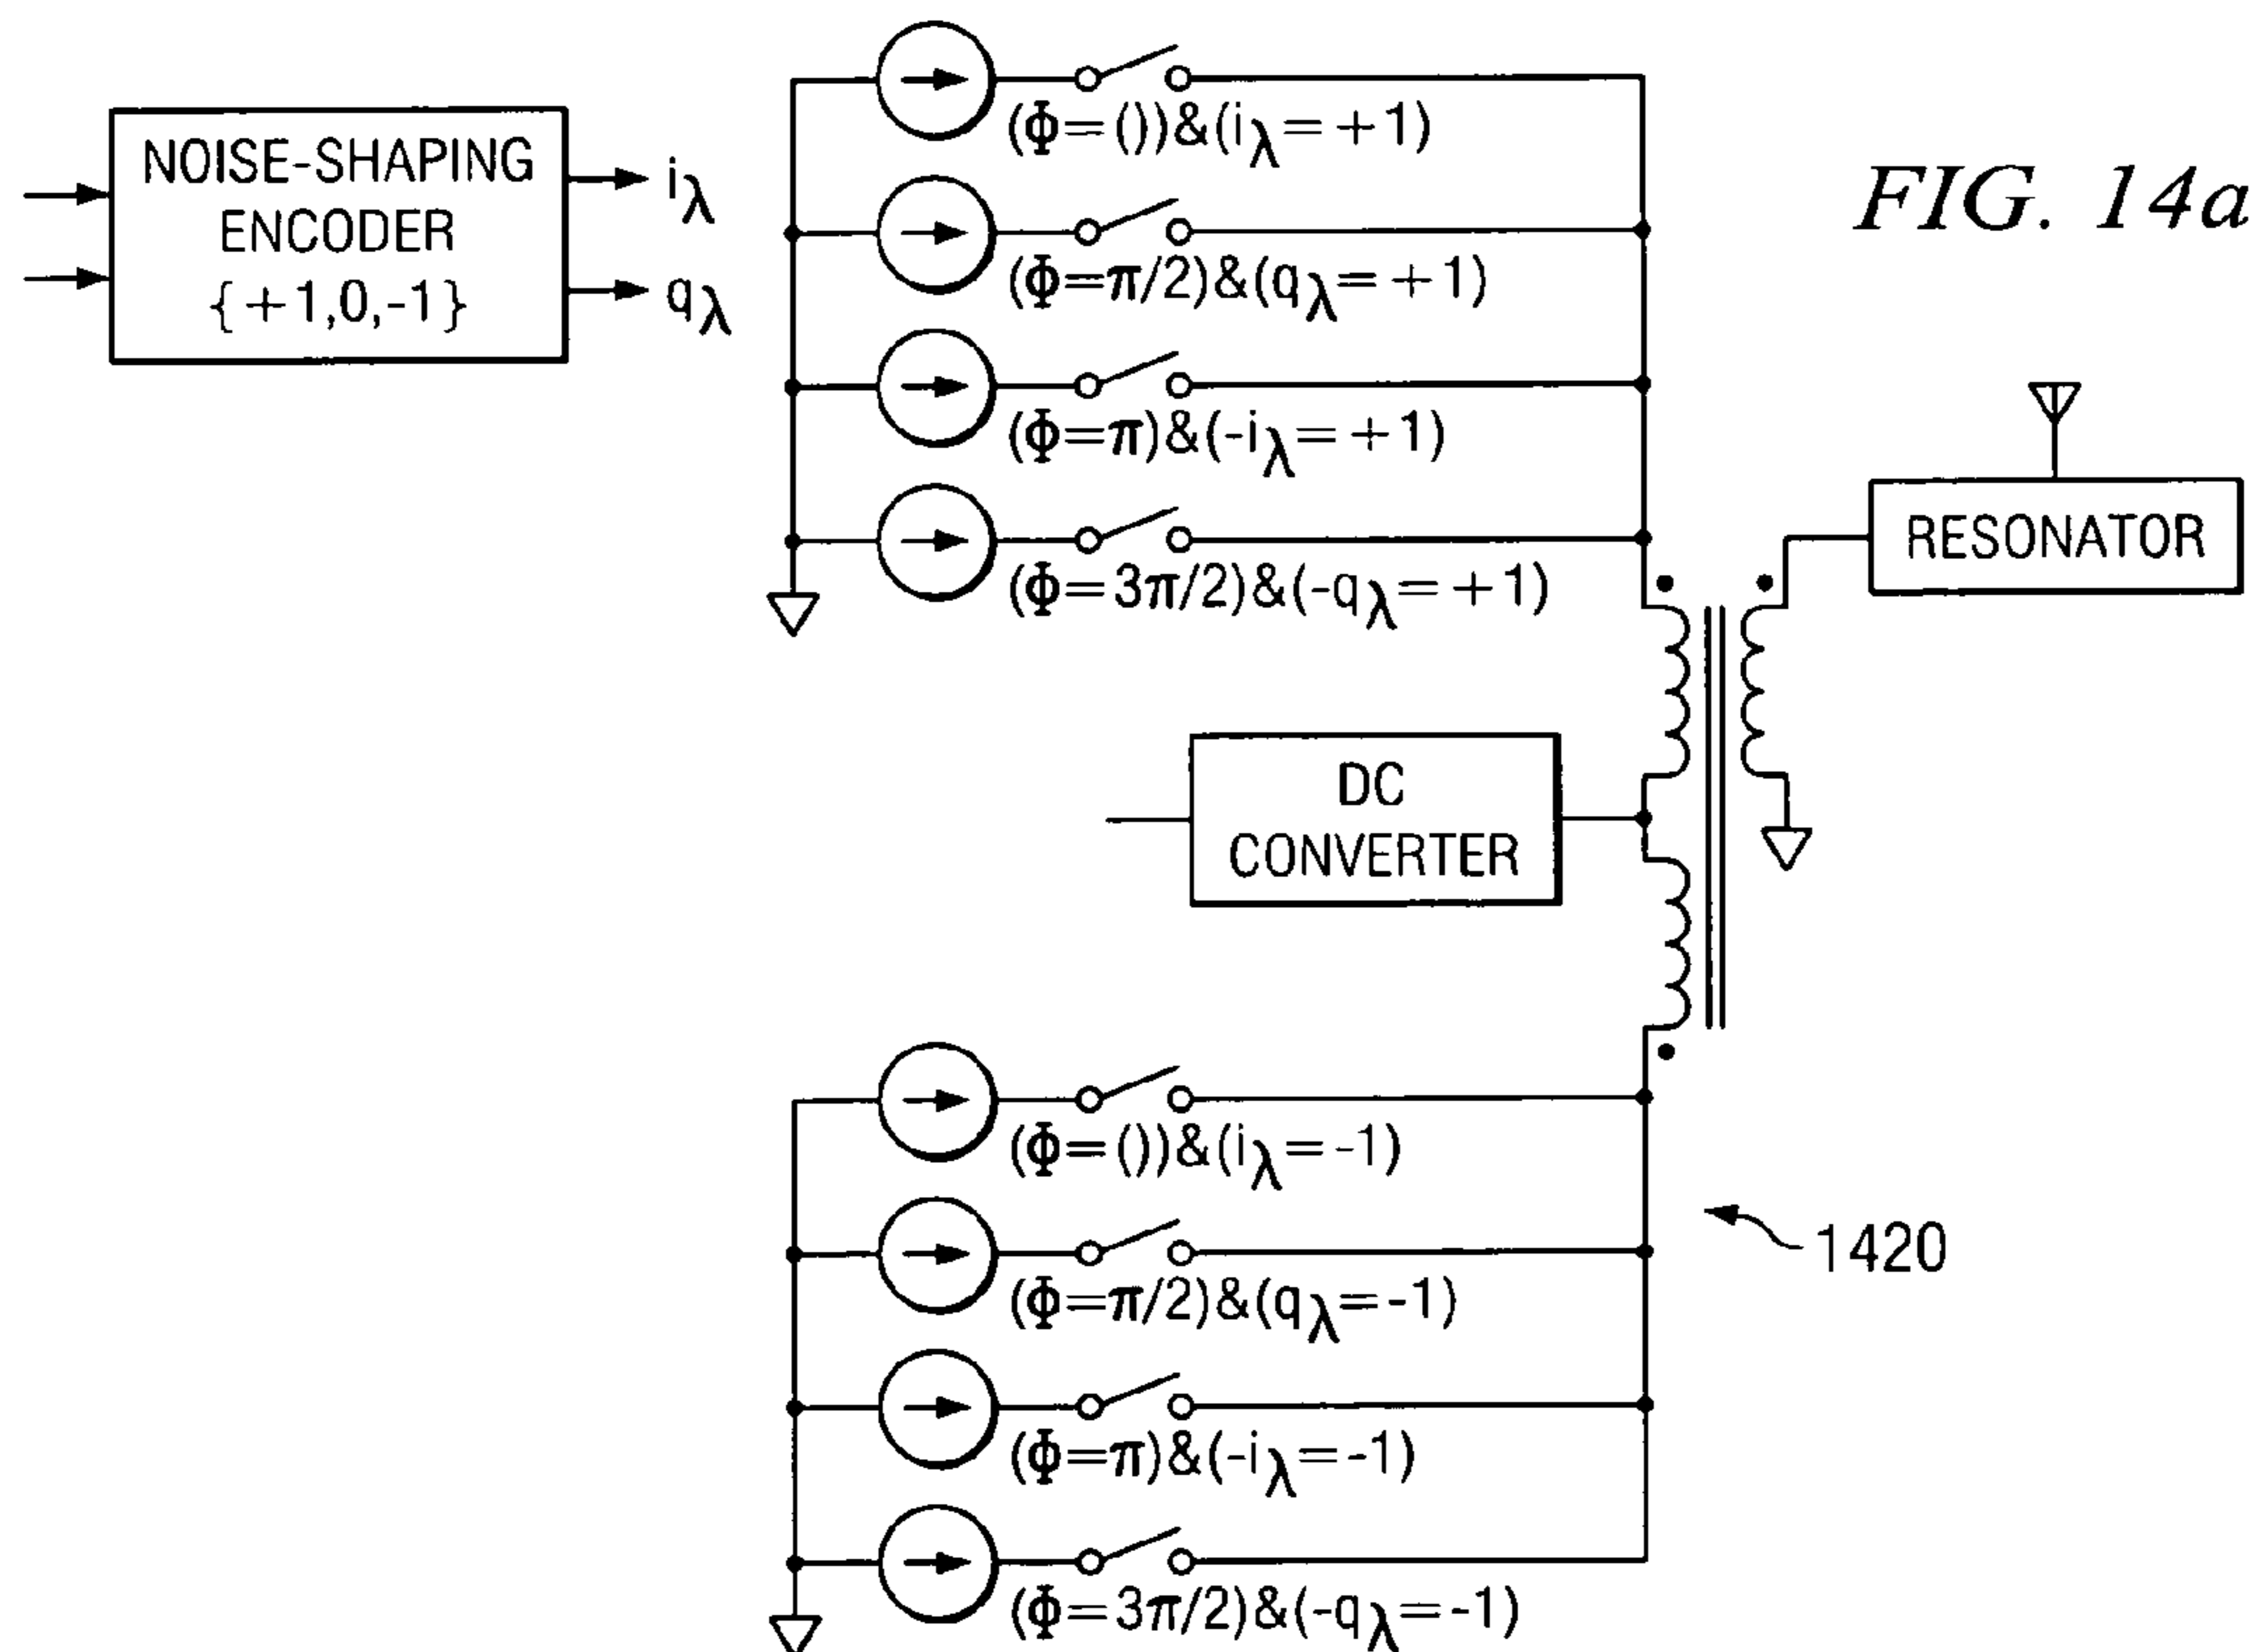 FIG. 14a
NOISE-SHAPING
ENCODER
{+1,0,-1}
iλ
qλ
(Φ=())&(iλ=+1)
(Φ=π/2)&(qλ=+1)
(Φ=π)&(-iλ=+1)
(Φ=3π/2)&(-qλ=+1)
RESONATOR
DC
CONVERTER
(Φ=())&(iλ=-1)
(Φ=π/2)&(qλ=-1)
(Φ=π)&(-iλ=-1)
(Φ=3π/2)&(-qλ=-1)
1420